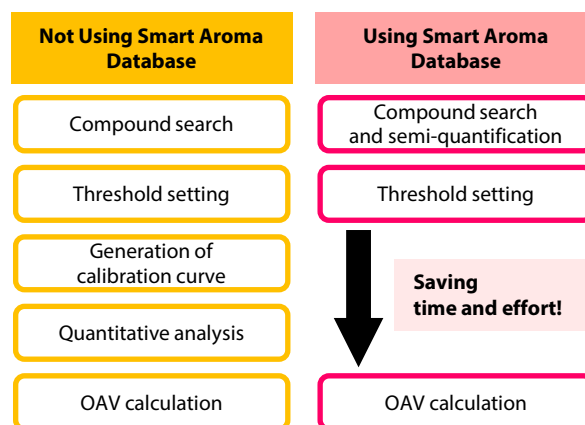 Not Using Smart Aroma
Database
Compound search
Threshold setting
Generation of
calibration curve
Quantitative analysis
OAV calculation
Using Smart Aroma
Database
Compound search
and semi-quantification
Threshold setting
Saving
time and effort!
OAV calculation